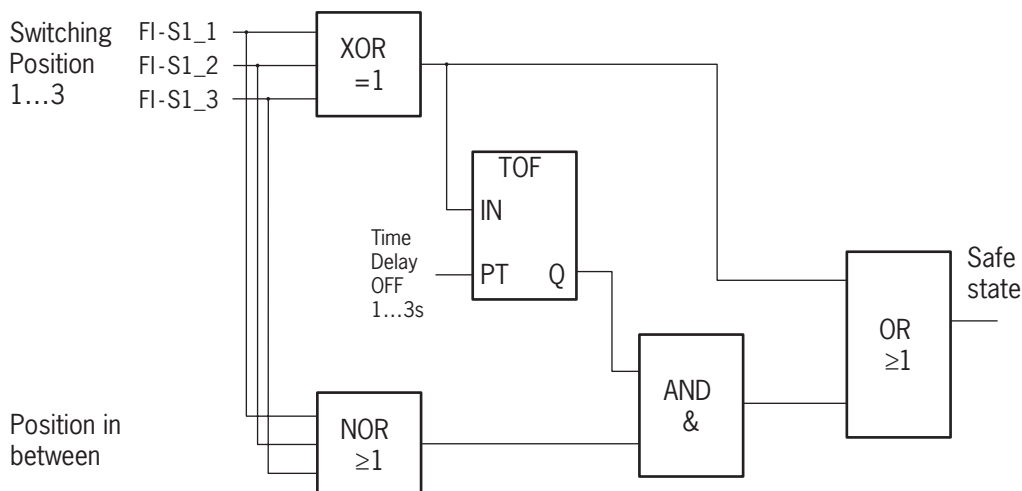 Switching
Position
1...3
FI-S1_1
FI-S1_2
FI-S1_3
XOR
=1
TOF
IN
PT Q
Time
Delay
OFF
1...3s
Safe
state
OR
≥1
AND
&
Position in
between
NOR
≥1